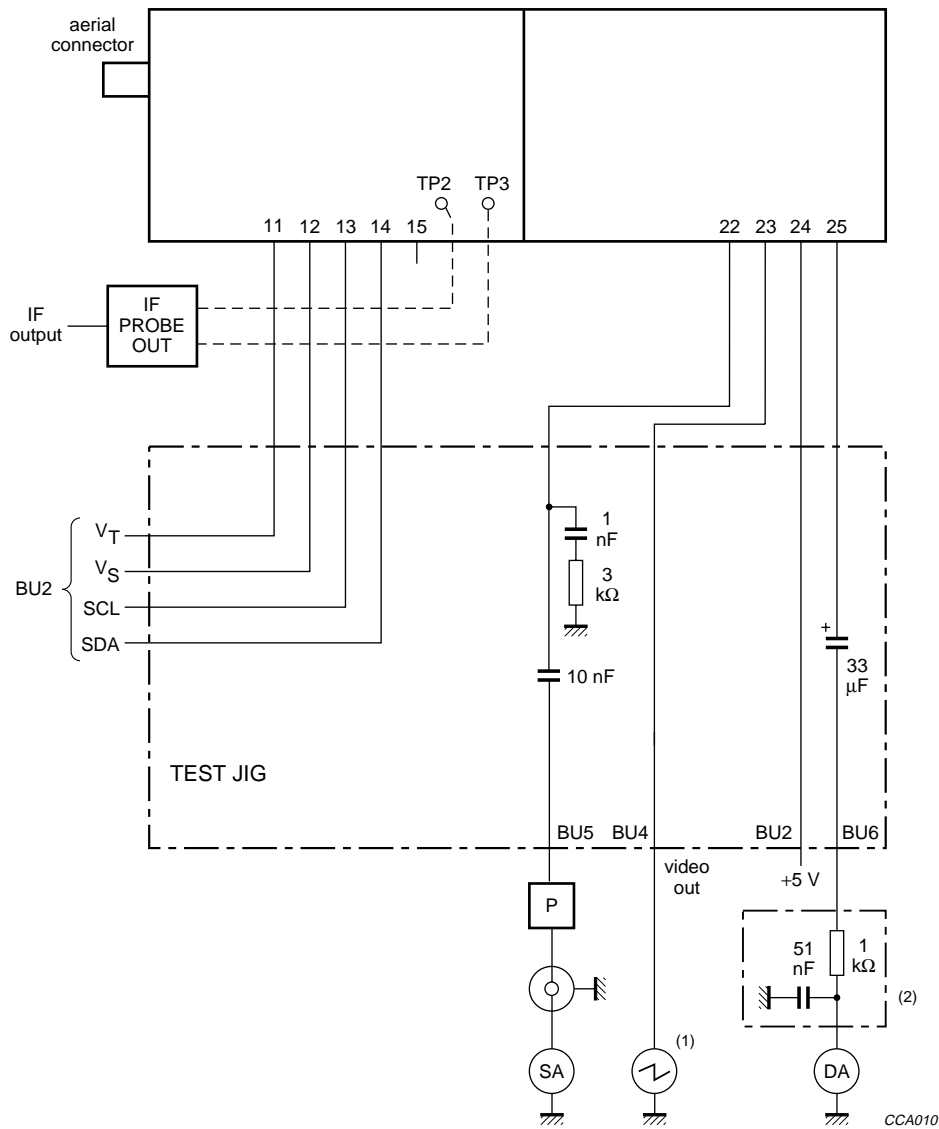 aerial
connector
TP2 TP3
11 12 13 14 15 22 23 24 25
IF
output
IF
PROBE
OUT
BU2
VT
VS
SCL
SDA
1
nF
3
kΩ
10 nF
+
33
μF
TEST JIG
BU5 BU4 BU2 BU6
video
out
+5 V
P
51
nF
1
kΩ
(2)
(1)
SA
DA
CCA010